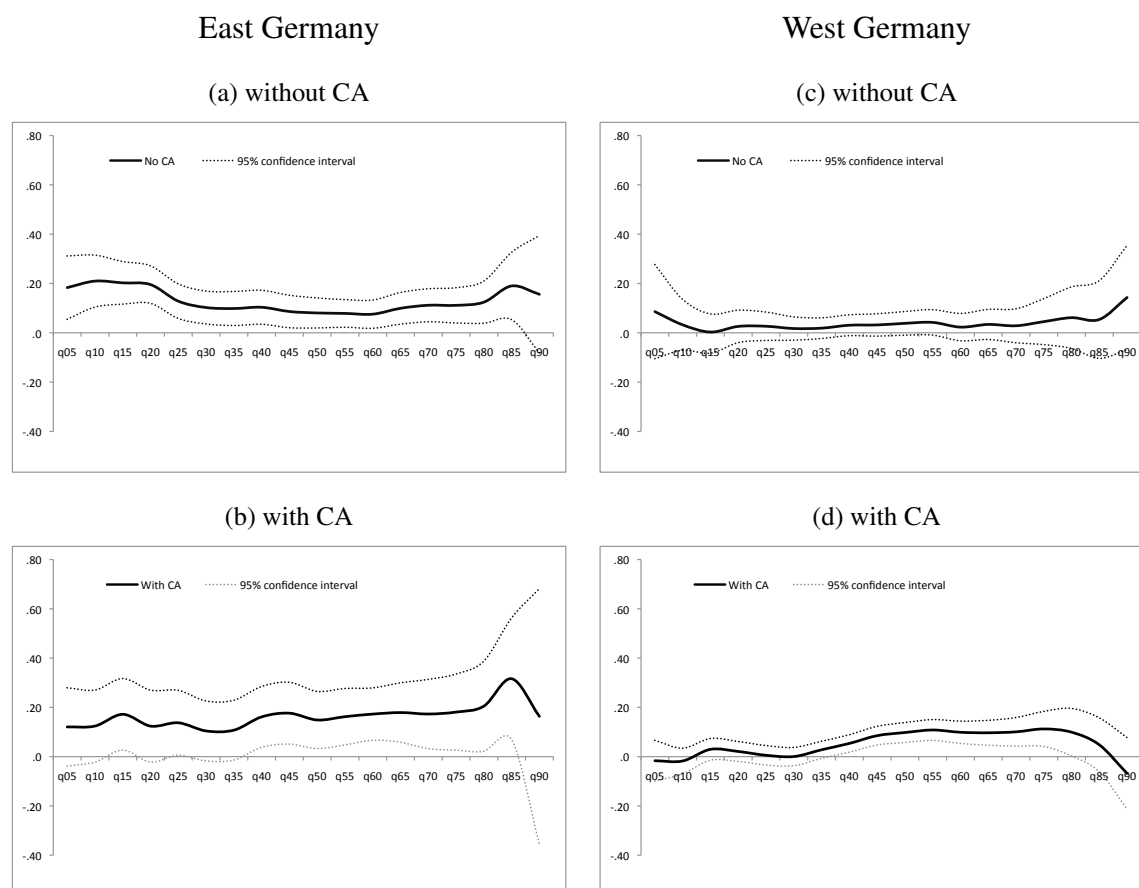 East Germany
West Germany
(a) without CA
(c) without CA
.80
.60
.40
.20
.0
-.20
-.40
No CA
95% confidence interval
q05 q10 q15 q20 q25 q30 q35 q40 q45 q50 q55 q60 q65 q70 q75 q80 q85 q90
.80
.60
.40
.20
.0
-.20
-.40
No CA
95% confidence interval
q05 q10 q15 q20 q25 q30 q35 q40 q45 q50 q55 q60 q65 q70 q75 q80 q85 q90
(b) with CA
(d) with CA
.80
.60
.40
.20
.0
-.20
-.40
With CA
95% confidence interval
q05 q10 q15 q20 q25 q30 q35 q40 q45 q50 q55 q60 q65 q70 q75 q80 q85 q90
.80
.60
.40
.20
.0
-.20
-.40
With CA
95% confidence interval
q05 q10 q15 q20 q25 q30 q35 q40 q45 q50 q55 q60 q65 q70 q75 q80 q85 q90